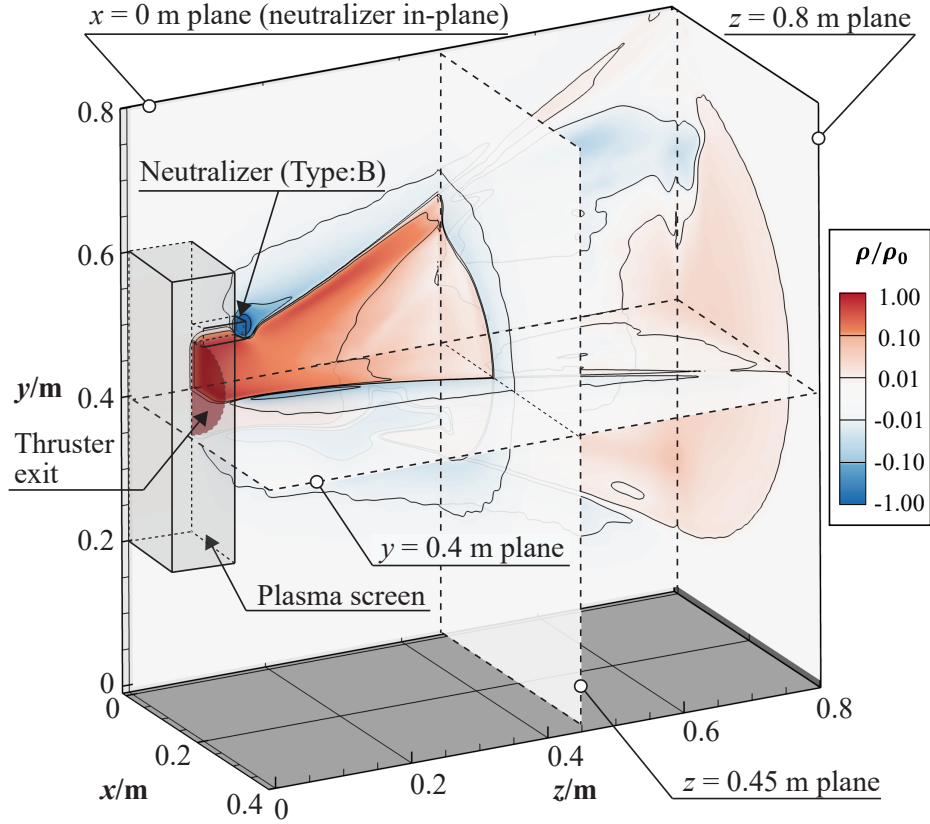 x = 0 m plane (neutralizer in-plane)
z = 0.8 m plane
0.8
Neutralizer (Type:B)
0.6
ρ/ρ₀
1.00
0.10
0.01
-0.01
-0.10
-1.00
y/m
0.4
Thruster
exit
0.2
y = 0.4 m plane
Plasma screen
0
0
0.2
0.4
x/m
0
0.2
0.4
0.6
0.8
z/m
z = 0.45 m plane